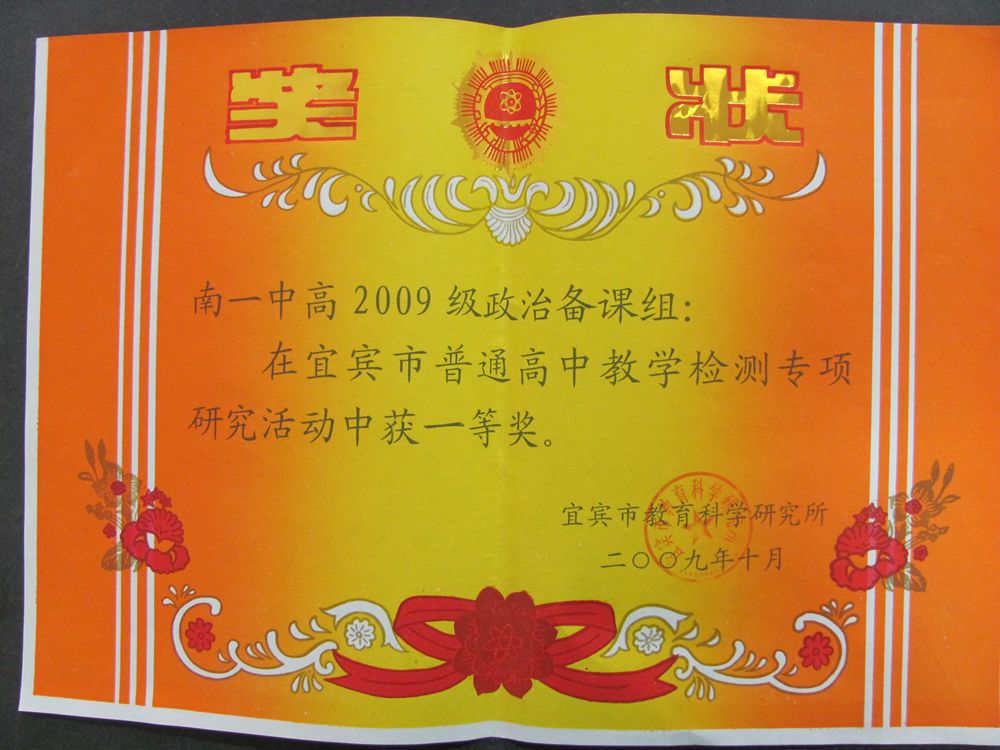 奖状
南一中高2009级政治备课组：
在宜宾市普通高中教学检测专项
研究活动中获一等奖。
宜宾市教育科学研究所
二〇〇九年十月